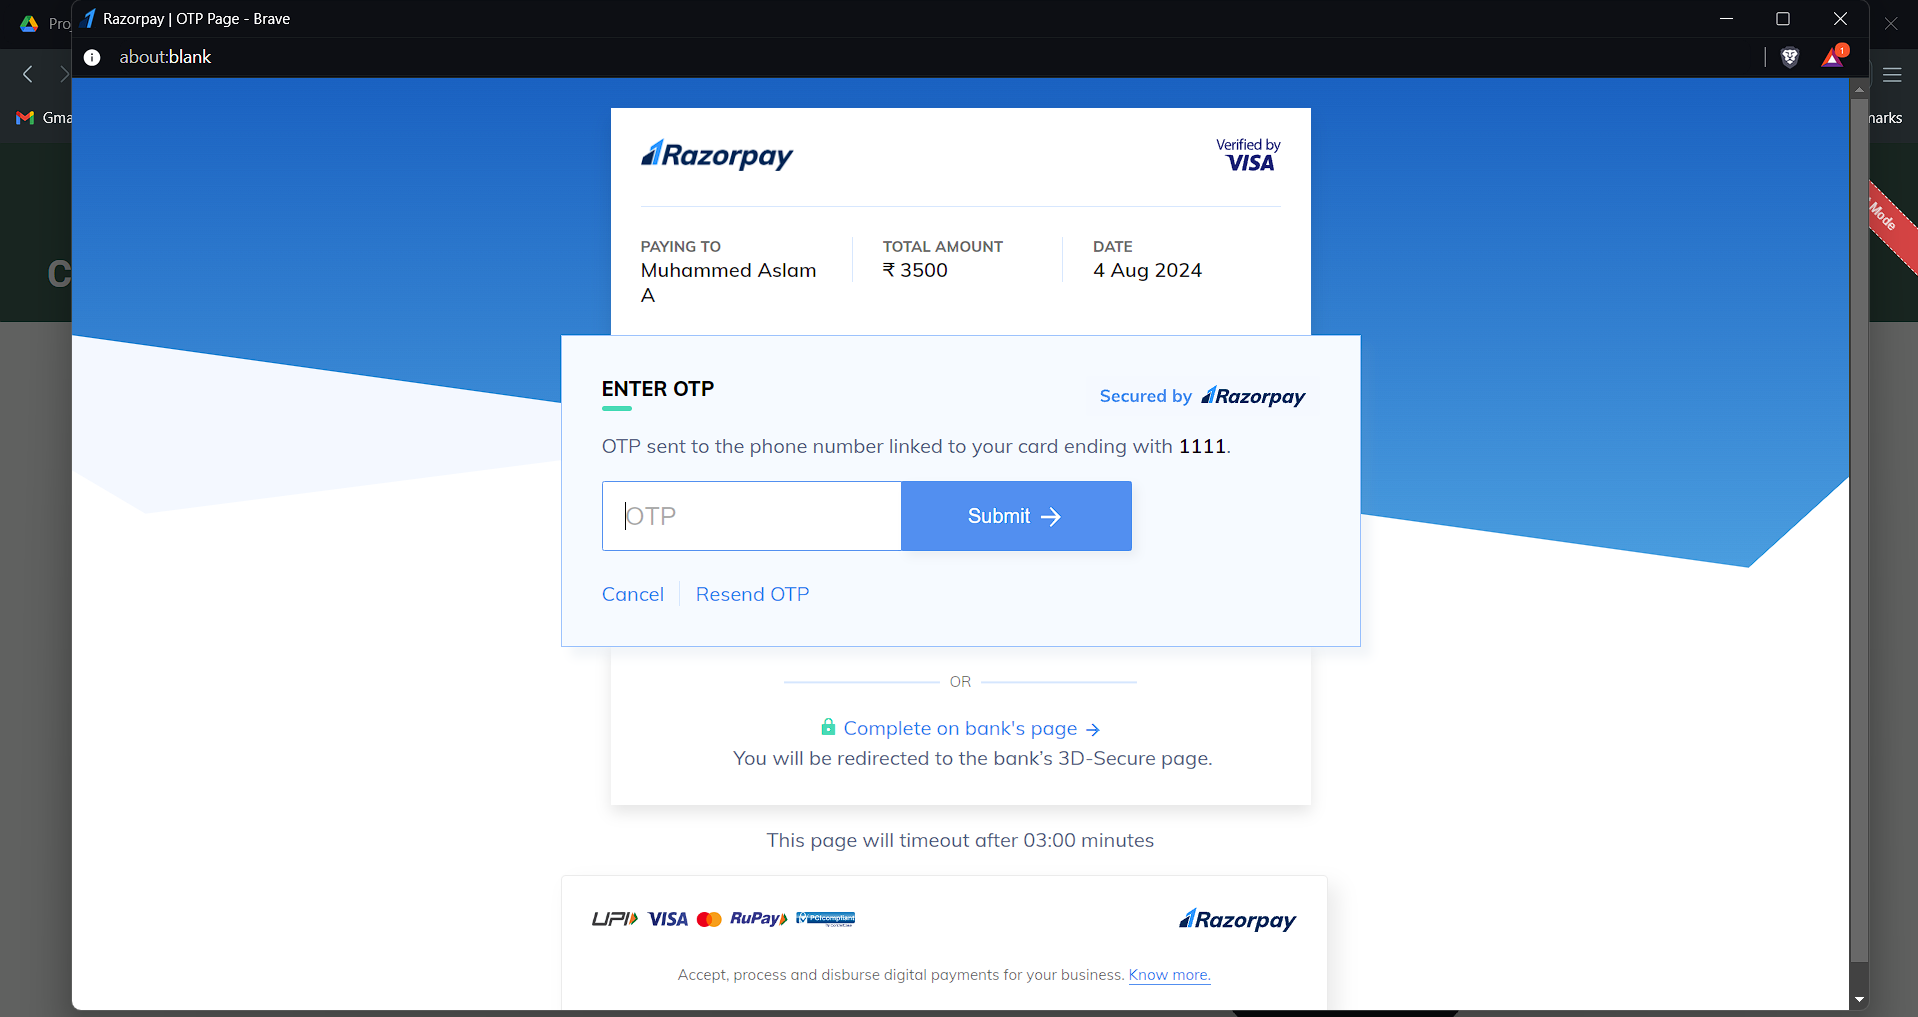 Pro
Razorpay | OTP Page - Brave
about:blank
1
Gma
marks
Mode
C
Razorpay
Verified by
VISA
PAYING TO
Muhammed Aslam
A
TOTAL AMOUNT
₹ 3500
DATE
4 Aug 2024
ENTER OTP
Secured by Razorpay
OTP sent to the phone number linked to your card ending with 1111.
OTP
Submit →
Cancel
Resend OTP
OR
Complete on bank's page →
You will be redirected to the bank’s 3D-Secure page.
This page will timeout after 03:00 minutes
UPI VISA RuPay PCI compliant
Razorpay
Accept, process and disburse digital payments for your business. Know more.